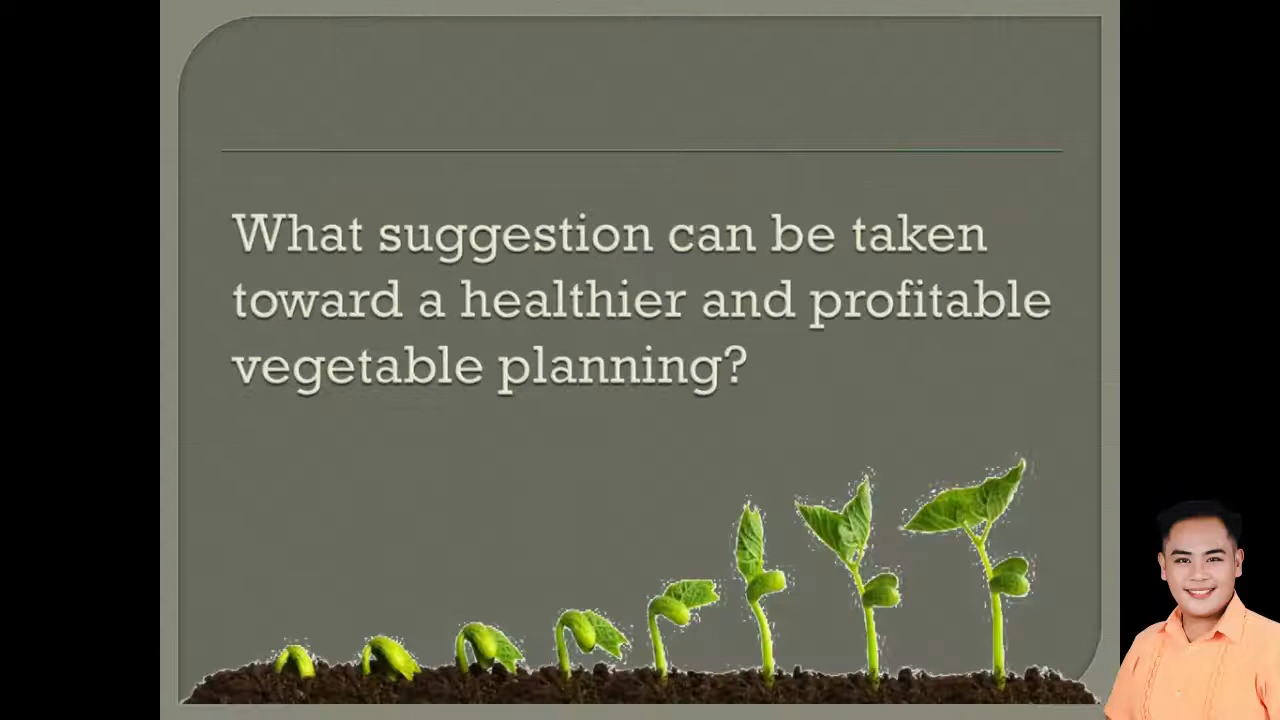 What suggestion can be taken
toward a healthier and profitable
vegetable planning?